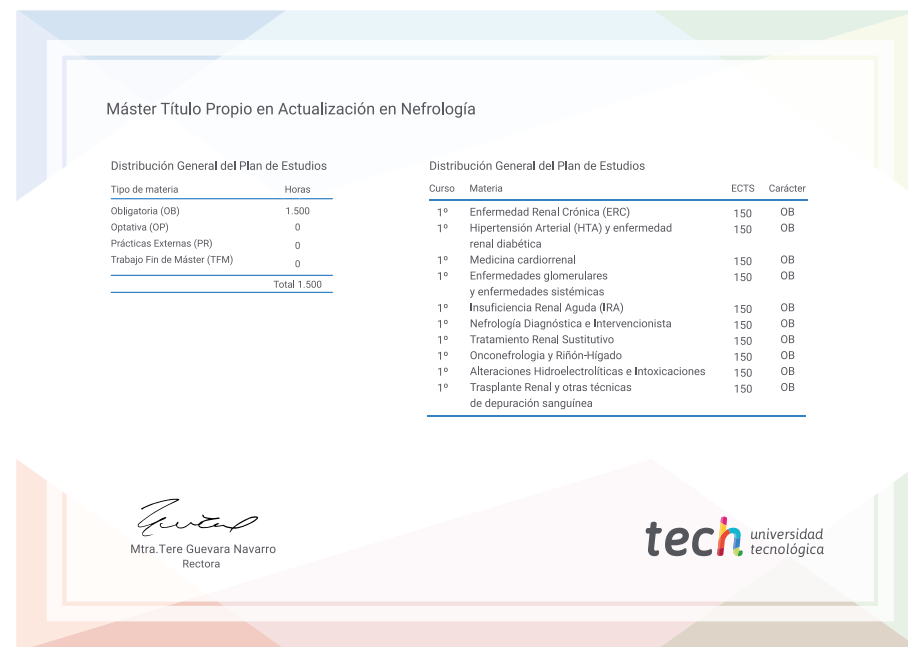 Máster Título Propio en Actualización en Nefrología
Distribución General del Plan de Estudios
Tipo de materia Horas
Obligatoria (OB) 1.500
Optativa (OP) 0
Prácticas Externas (PR) 0
Trabajo Fin de Máster (TFM) 0
Total 1.500
Distribución General del Plan de Estudios
Curso Materia ECTS Carácter
1º Enfermedad Renal Crónica (ERC) 150 OB
1º Hipertensión Arterial (HTA) y enfermedad 150 OB
renal diabética
1º Medicina cardiorrenal 150 OB
1º Enfermedades glomerulares 150 OB
y enfermedades sistémicas
1º Insuficiencia Renal Aguda (IRA) 150 OB
1º Nefrología Diagnóstica e Intervencionista 150 OB
1º Tratamiento Renal Sustitutivo 150 OB
1º Onconefrologia y Riñón-Hígado 150 OB
1º Alteraciones Hidroelectrolíticas e Intoxicaciones 150 OB
1º Trasplante Renal y otras técnicas 150 OB
de depuración sanguínea
Mtra.Tere Guevara Navarro
Rectora
tech universidad
tecnológica